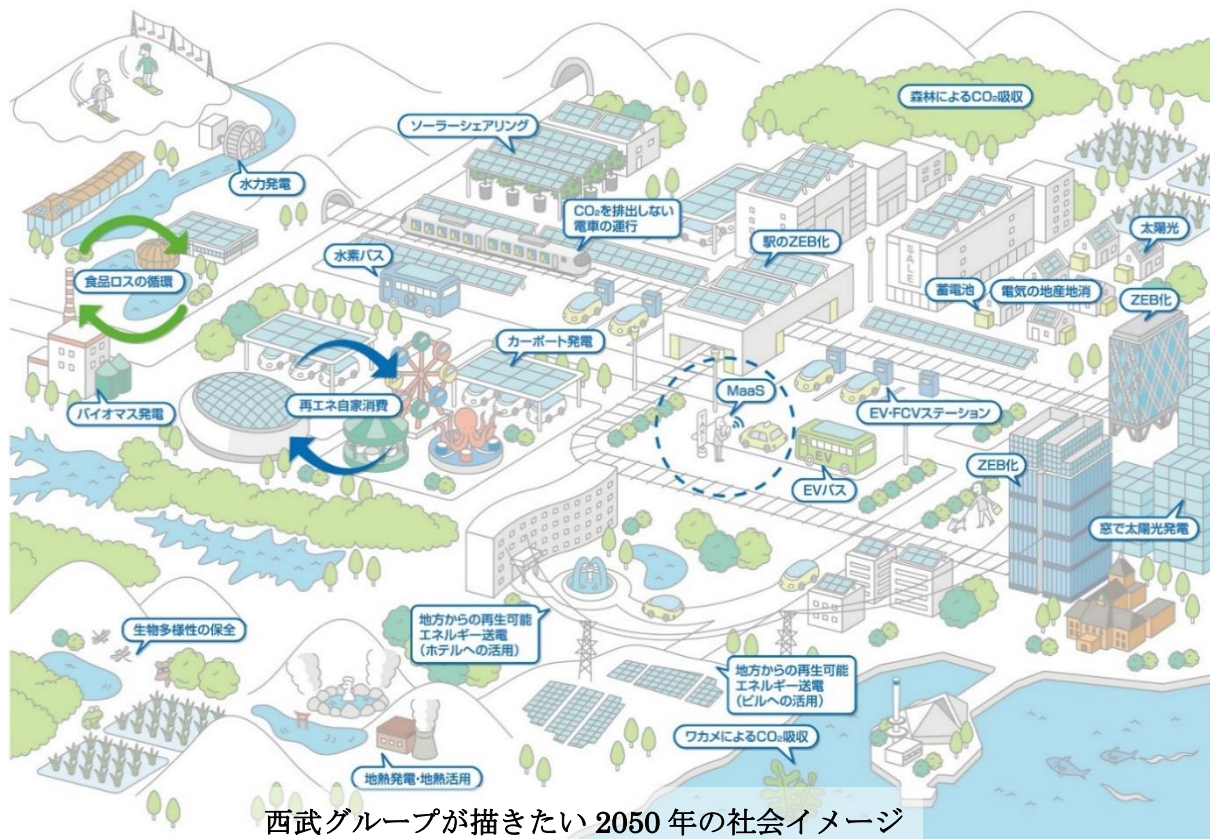 森林によるCO₂吸収
ソーラーシェアリング
水力発電
CO₂を排出しない
電車の運行
太陽光
駅のZEB化
水素バス
食品ロスの循環
SALE
蓄電池
電気の地産地消
ZEB化
カーポート発電
再エネ自家消費
MaaS
バイオマス発電
EV・FCVステーション
EV
EVバス
ZEB化
窓で太陽光発電
生物多様性の保全
地方からの再生可能
エネルギー送電
（ホテルへの活用）
地方からの再生可能
エネルギー送電
（ビルへの活用）
ワカメによるCO₂吸収
地熱発電・地熱活用
西武グループが描きたい 2050 年の社会イメージ